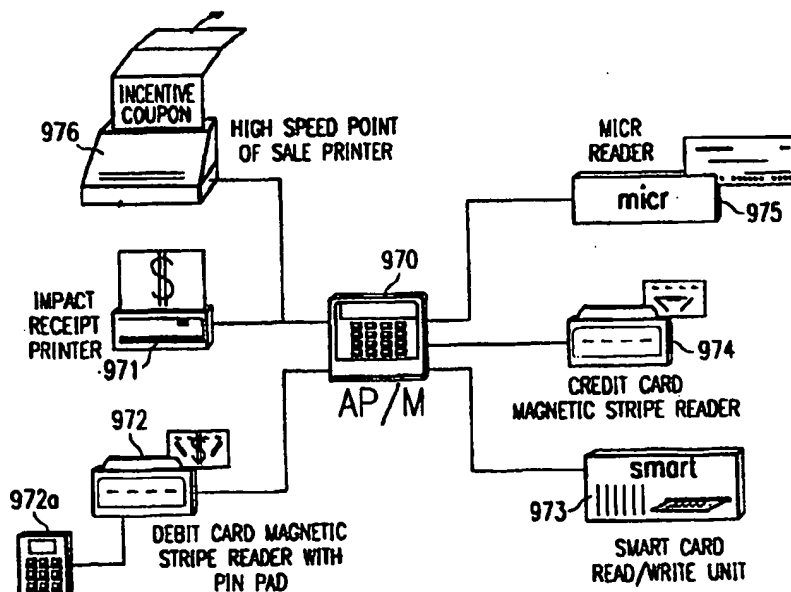 INCENTIVE
COUPON
976
HIGH SPEED POINT
OF SALE PRINTER
MICR
READER
micr
975
970
IMPACT
RECEIPT
PRINTER
$
971
AP/M
974
CREDIT CARD
MAGNETIC STRIPE READER
972
$
972a
DEBIT CARD MAGNETIC
STRIPE READER WITH
PIN PAD
smart
973
SMART CARD
READ/WRITE UNIT